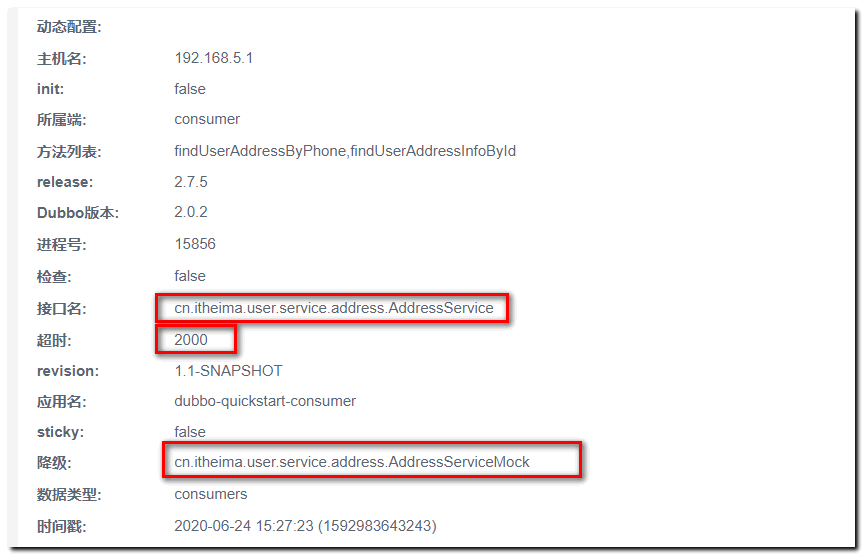 动态配置:
主机名: 192.168.5.1
init: false
所属端: consumer
方法列表: findUserAddressByPhone,findUserAddressInfoById
release: 2.7.5
Dubbo版本: 2.0.2
进程号: 15856
检查: false
接口名: cn.itheima.user.service.address.AddressService
超时: 2000
revision: 1.1-SNAPSHOT
应用名: dubbo-quickstart-consumer
sticky: false
降级: cn.itheima.user.service.address.AddressServiceMock
数据类型: consumers
时间戳: 2020-06-24 15:27:23 (1592983643243)